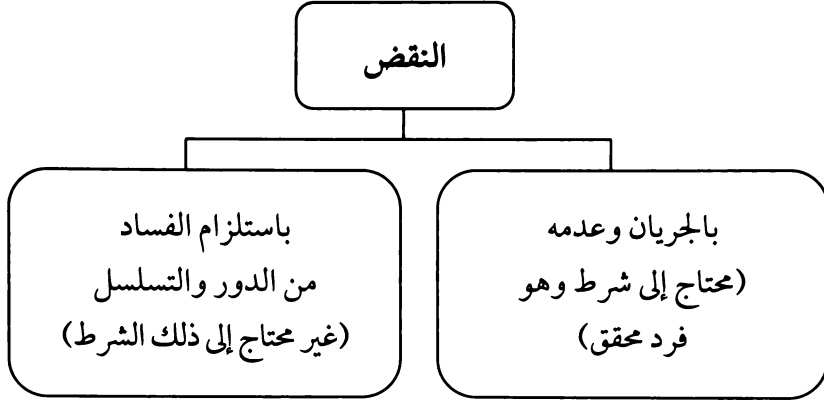 النقض
بالجريان وعدمه
(محتاج إلى شرط وهو
فرد محقق)
باستلزام الفساد
من الدور والتسلسل
(غير محتاج إلى ذلك الشرط)